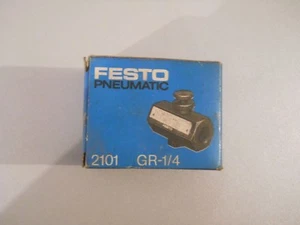 FESTO
PNEUMATIC
2101 GR-1/4